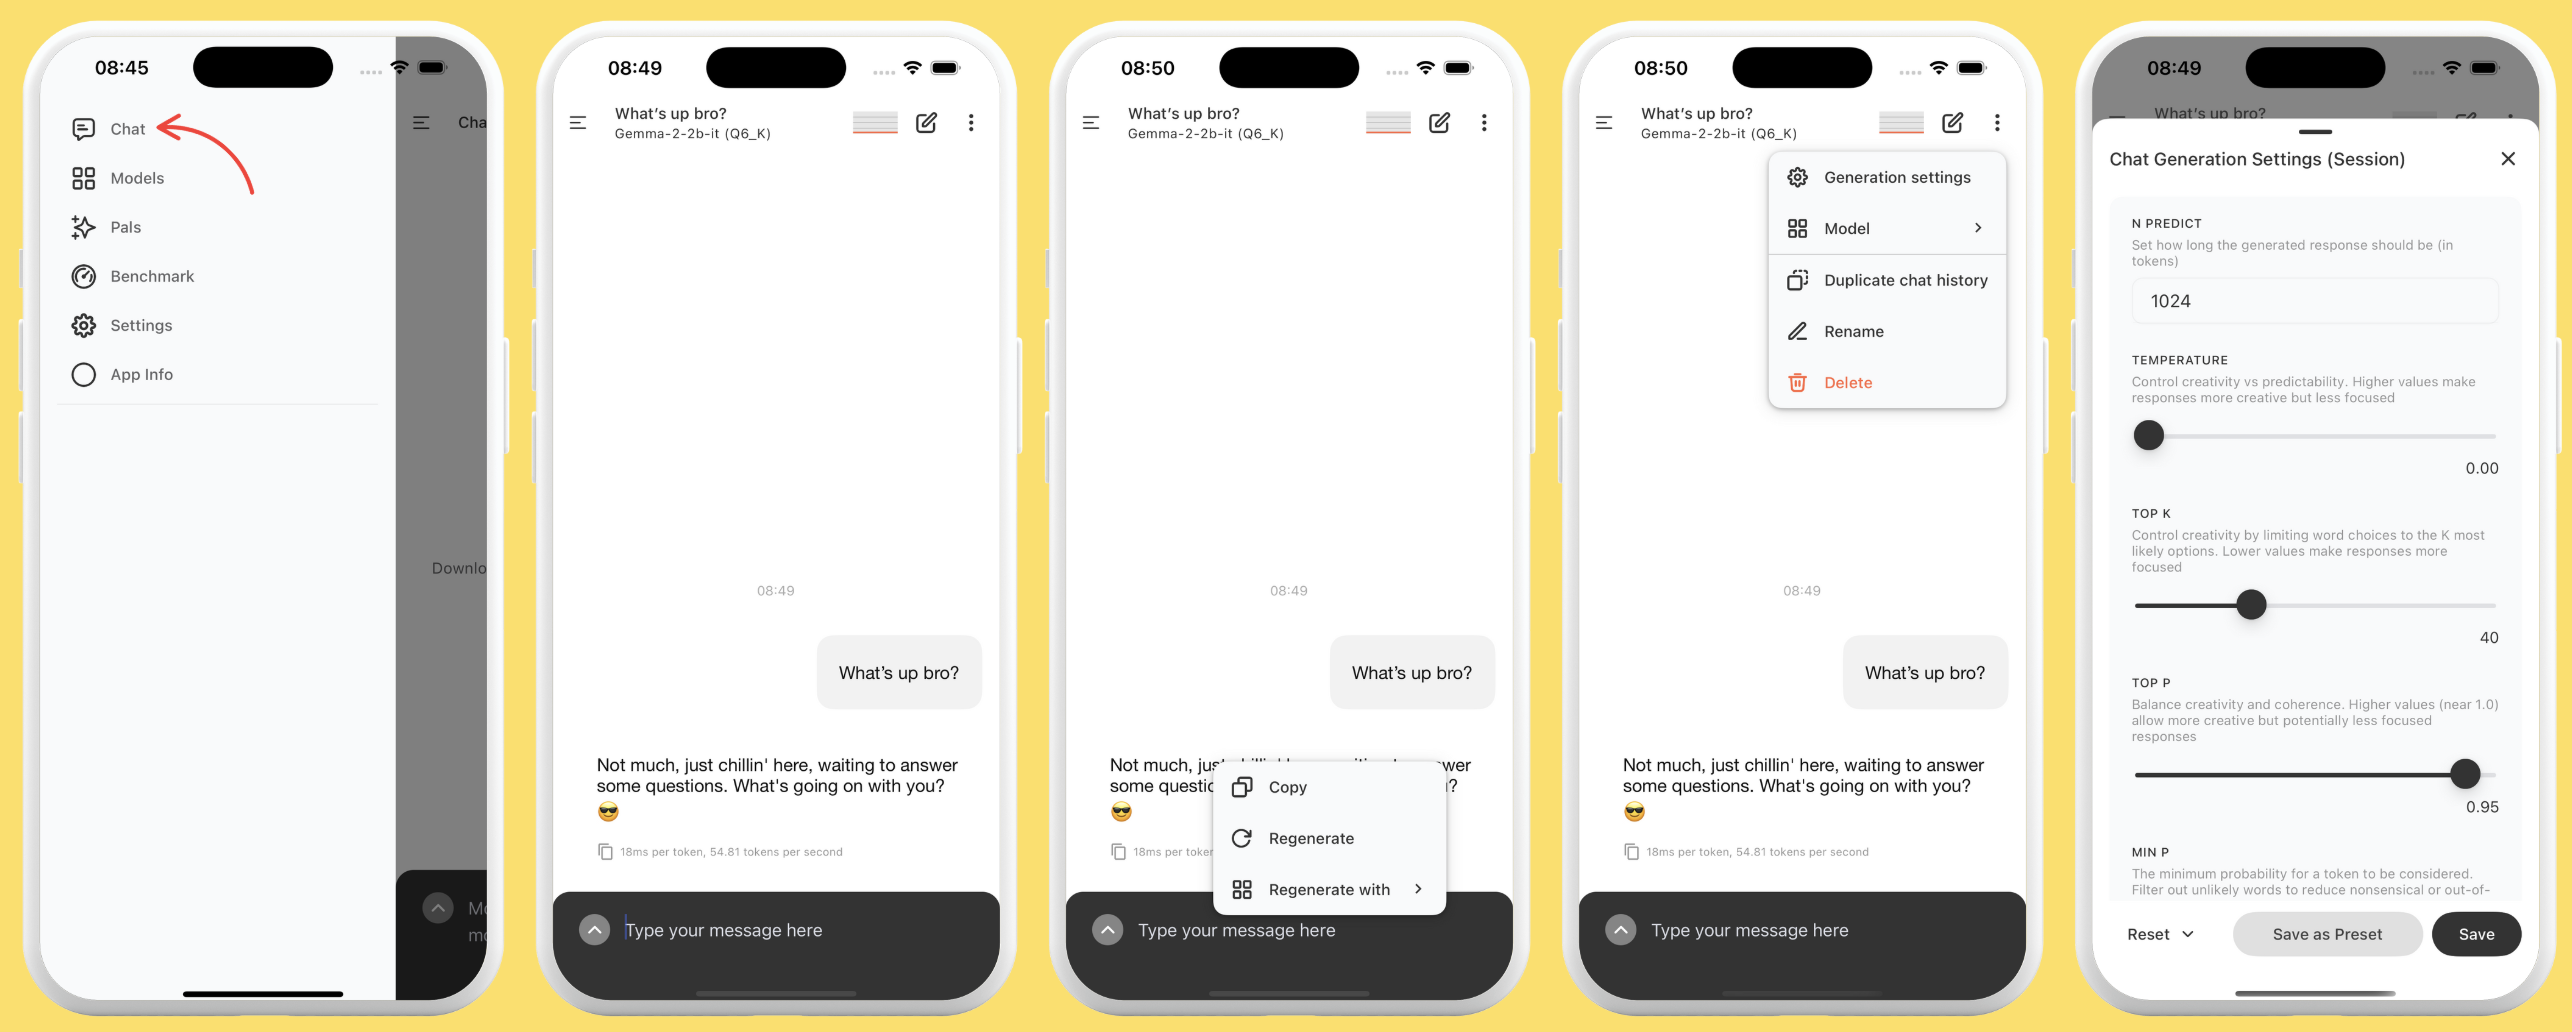 08:45
Chat
Models
Pals
Benchmark
Settings
App Info
Cha
Downlo
08:49
What's up bro?
Gemma-2-2b-it (Q6_K)
08:49
What's up bro?
Not much, just chillin' here, waiting to answer
some questions. What's going on with you?
18ms per token, 54.81 tokens per second
Type your message here
08:50
What's up bro?
Gemma-2-2b-it (Q6_K)
08:49
What's up bro?
Not much, jus
wer
some questio
?
18ms per toker
Copy
Regenerate
Regenerate with
Type your message here
08:50
What's up bro?
Gemma-2-2b-it (Q6_K)
Generation settings
Model
Duplicate chat history
Rename
Delete
08:49
What's up bro?
Not much, just chillin' here, waiting to answer
some questions. What's going on with you?
18ms per token, 54.81 tokens per second
Type your message here
08:49
What's up bro?
Chat Generation Settings (Session)
N PREDICT
Set how long the generated response should be (in
tokens)
1024
TEMPERATURE
Control creativity vs predictability. Higher values make
responses more creative but less focused
0.00
TOP K
Control creativity by limiting word choices to the K most
likely options. Lower values make responses more
focused
40
TOP P
Balance creativity and coherence. Higher values (near 1.0)
allow more creative but potentially less focused
responses
0.95
MIN P
The minimum probability for a token to be considered.
Filter out unlikely words to reduce nonsensical or out-of-
Reset
Save as Preset
Save